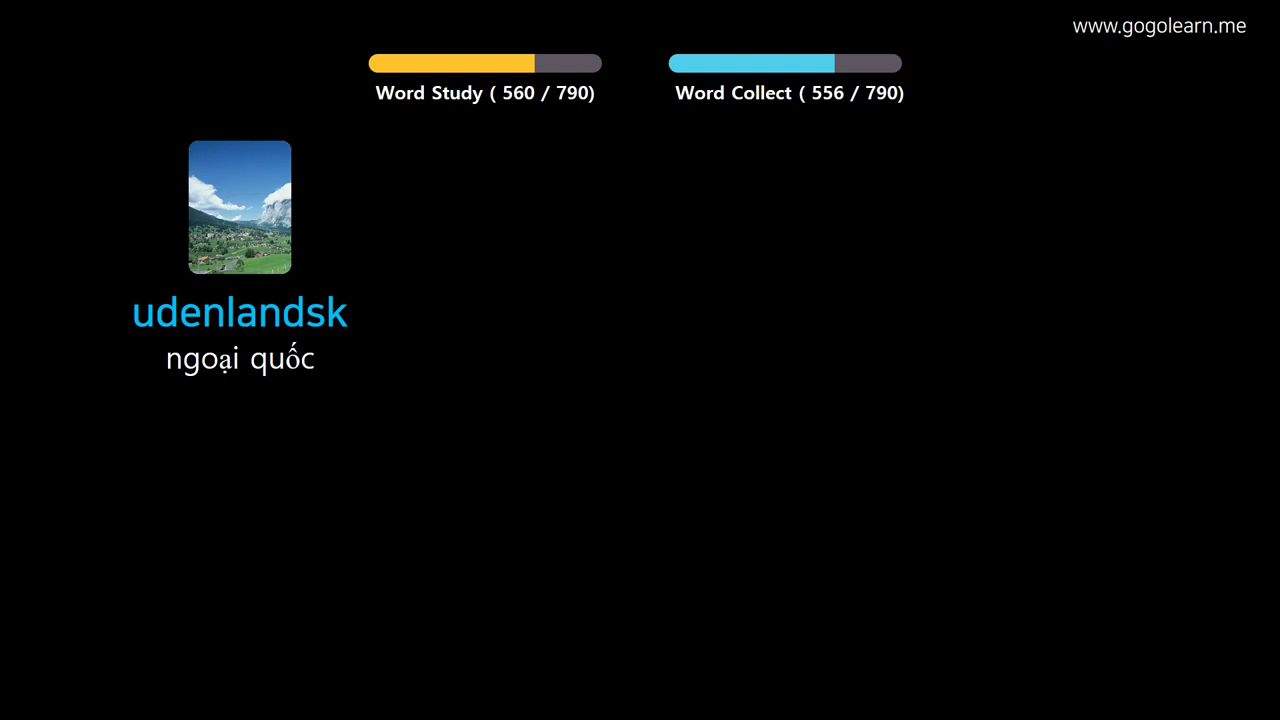 www.gogolearn.me
Word Study ( 560 / 790)
Word Collect ( 556 / 790)
udenlandsk
ngoại quốc